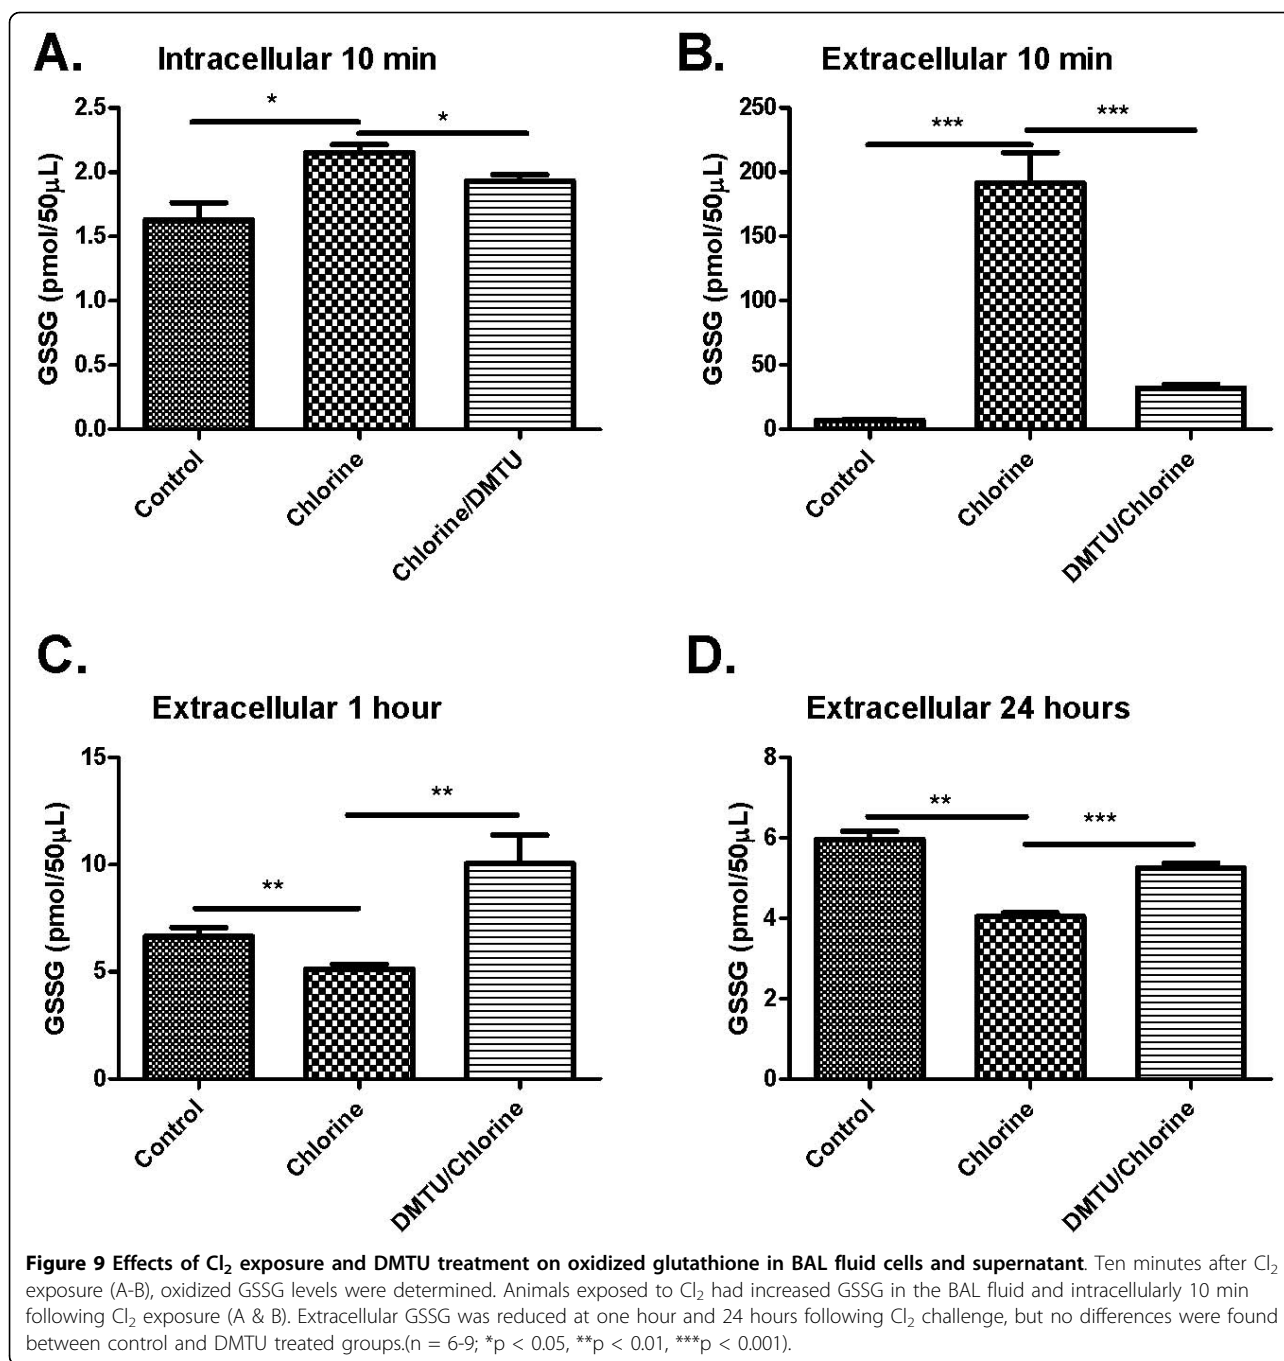 A. Intracellular 10 min
GSSG (pmol/50µL)
2.5
2.0
1.5
1.0
0.5
0.0
*
*
Control
Chlorine
Chlorine/DMTU
B. Extracellular 10 min
GSSG (pmol/50µL)
250
200
150
100
50
0
***
***
Control
Chlorine
DMTU/Chlorine
C.
Extracellular 1 hour
GSSG (pmol/50µL)
15
10
5
0
**
**
Control
Chlorine
DMTU/Chlorine
D.
Extracellular 24 hours
GSSG (pmol/50µL)
8
6
4
2
0
**
***
Control
Chlorine
DMTU/Chlorine
Figure 9 Effects of Cl₂ exposure and DMTU treatment on oxidized glutathione in BAL fluid cells and supernatant. Ten minutes after Cl₂
exposure (A-B), oxidized GSSG levels were determined. Animals exposed to Cl₂ had increased GSSG in the BAL fluid and intracellularly 10 min
following Cl₂ exposure (A & B). Extracellular GSSG was reduced at one hour and 24 hours following Cl₂ challenge, but no differences were found
between control and DMTU treated groups.(n = 6-9; *p < 0.05, **p < 0.01, ***p < 0.001).